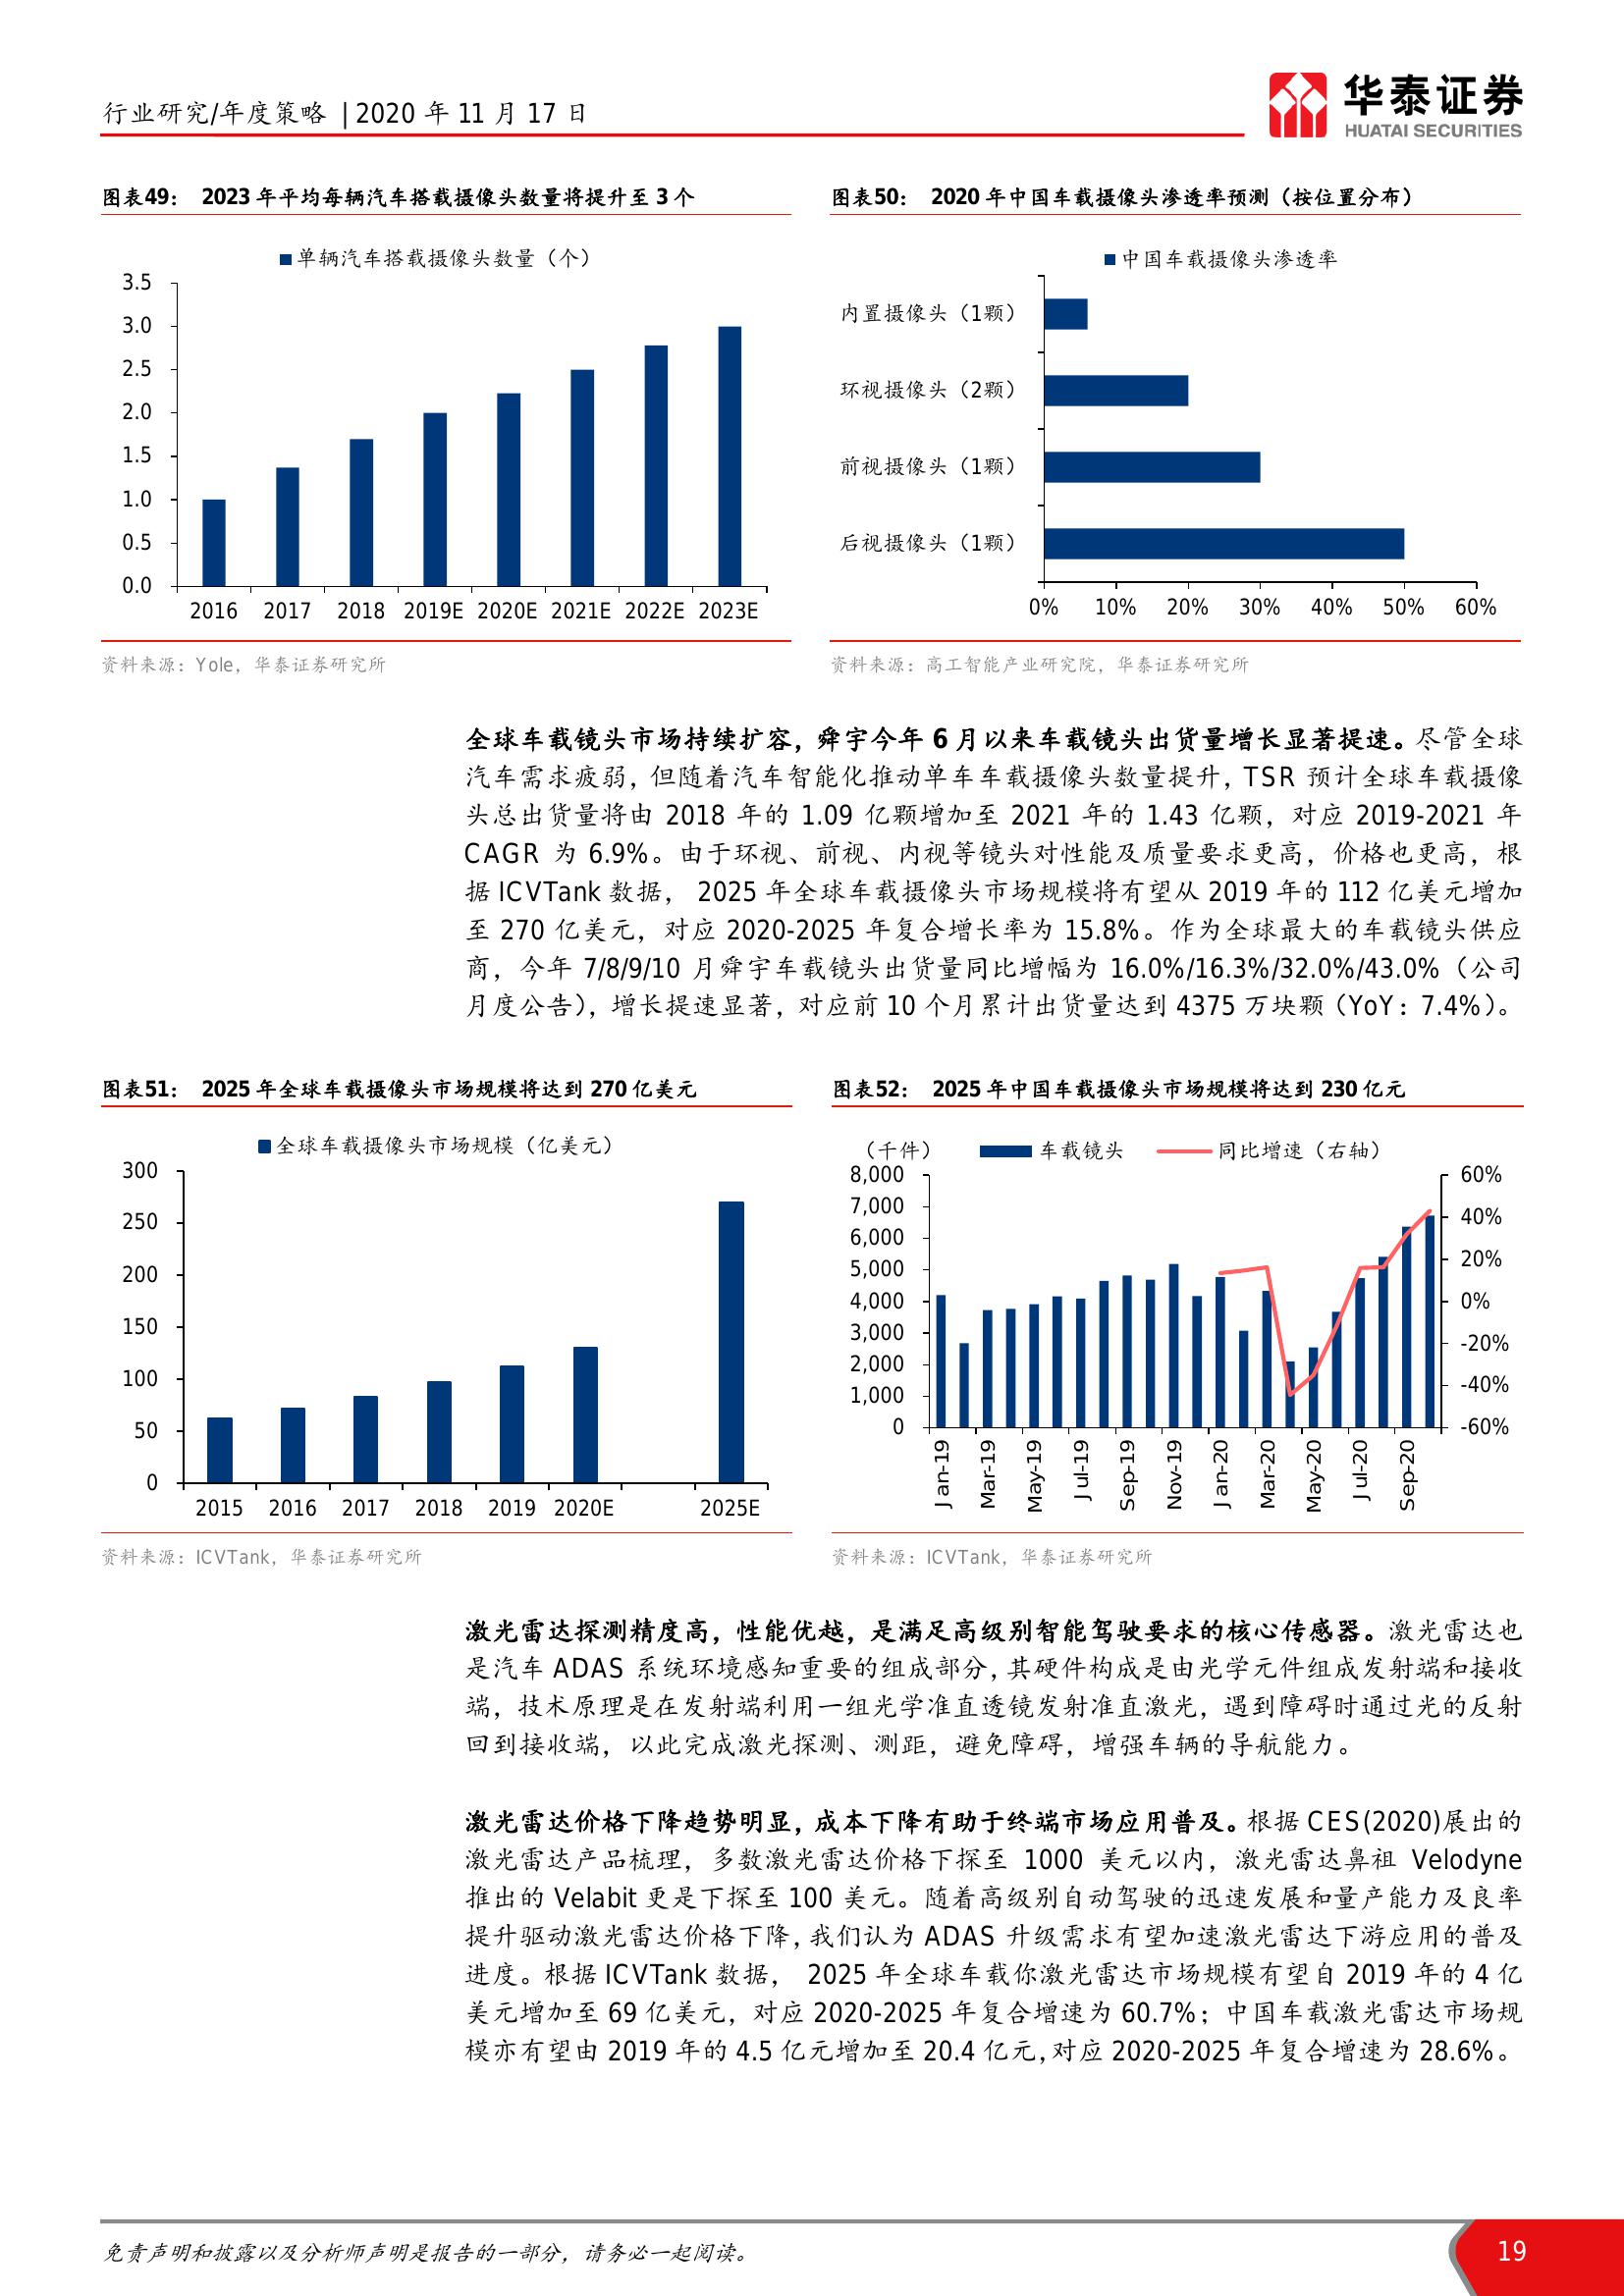 行业研究/年度策略 | 2020 年 11 月 17 日
华泰证券
HUATAI SECURITIES
图表49： 2023 年平均每辆汽车搭载摄像头数量将提升至 3 个
单辆汽车搭载摄像头数量（个）
3.5
3.0
2.5
2.0
1.5
1.0
0.5
0.0
2016 2017 2018 2019E 2020E 2021E 2022E 2023E
资料来源：Yole，华泰证券研究所
图表50： 2020 年中国车载摄像头渗透率预测（按位置分布）
中国车载摄像头渗透率
内置摄像头（1颗）
环视摄像头（2颗）
前视摄像头（1颗）
后视摄像头（1颗）
0% 10% 20% 30% 40% 50% 60%
资料来源：高工智能产业研究院，华泰证券研究所
全球车载镜头市场持续扩容，舜宇今年 6 月以来车载镜头出货量增长显著提速。尽管全球
汽车需求疲弱，但随着汽车智能化推动单车车载摄像头数量提升，TSR 预计全球车载摄像
头总出货量将由 2018 年的 1.09 亿颗增加至 2021 年的 1.43 亿颗，对应 2019-2021 年
CAGR 为 6.9%。由于环视、前视、内视等镜头对性能及质量要求更高，价格也更高，根
据 ICVTank 数据， 2025 年全球车载摄像头市场规模将有望从 2019 年的 112 亿美元增加
至 270 亿美元，对应 2020-2025 年复合增长率为 15.8%。作为全球最大的车载镜头供应
商，今年 7/8/9/10 月舜宇车载镜头出货量同比增幅为 16.0%/16.3%/32.0%/43.0%（公司
月度公告），增长提速显著，对应前 10 个月累计出货量达到 4375 万块颗（YoY：7.4%）。
图表51： 2025 年全球车载摄像头市场规模将达到 270 亿美元
全球车载摄像头市场规模（亿美元）
300
250
200
150
100
50
0
2015 2016 2017 2018 2019 2020E 2025E
资料来源：ICVTank，华泰证券研究所
图表52： 2025 年中国车载摄像头市场规模将达到 230 亿元
（千件） 车载镜头 同比增速（右轴）
8,000 60%
7,000
6,000 40%
5,000 20%
4,000 0%
3,000 -20%
2,000
1,000 -40%
0 -60%
Jan-19 Mar-19 May-19 Jul-19 Sep-19 Nov-19 Jan-20 Mar-20 May-20 Jul-20 Sep-20
资料来源：ICVTank，华泰证券研究所
激光雷达探测精度高，性能优越，是满足高级别智能驾驶要求的核心传感器。激光雷达也
是汽车 ADAS 系统环境感知重要的组成部分，其硬件构成是由光学元件组成发射端和接收
端，技术原理是在发射端利用一组光学准直透镜发射准直激光，遇到障碍时通过光的反射
回到接收端，以此完成激光探测、测距，避免障碍，增强车辆的导航能力。
激光雷达价格下降趋势明显，成本下降有助于终端市场应用普及。根据 CES(2020)展出的
激光雷达产品梳理，多数激光雷达价格下探至 1000 美元以内，激光雷达鼻祖 Velodyne
推出的 Velabit 更是下探至 100 美元。随着高级别自动驾驶的迅速发展和量产能力及良率
提升驱动激光雷达价格下降，我们认为 ADAS 升级需求有望加速激光雷达下游应用的普及
进度。根据 ICVTank 数据， 2025 年全球车载你激光雷达市场规模有望自 2019 年的 4 亿
美元增加至 69 亿美元，对应 2020-2025 年复合增速为 60.7%；中国车载激光雷达市场规
模亦有望由 2019 年的 4.5 亿元增加至 20.4 亿元，对应 2020-2025 年复合增速为 28.6%。
免责声明和披露以及分析师声明是报告的一部分，请务必一起阅读。
19